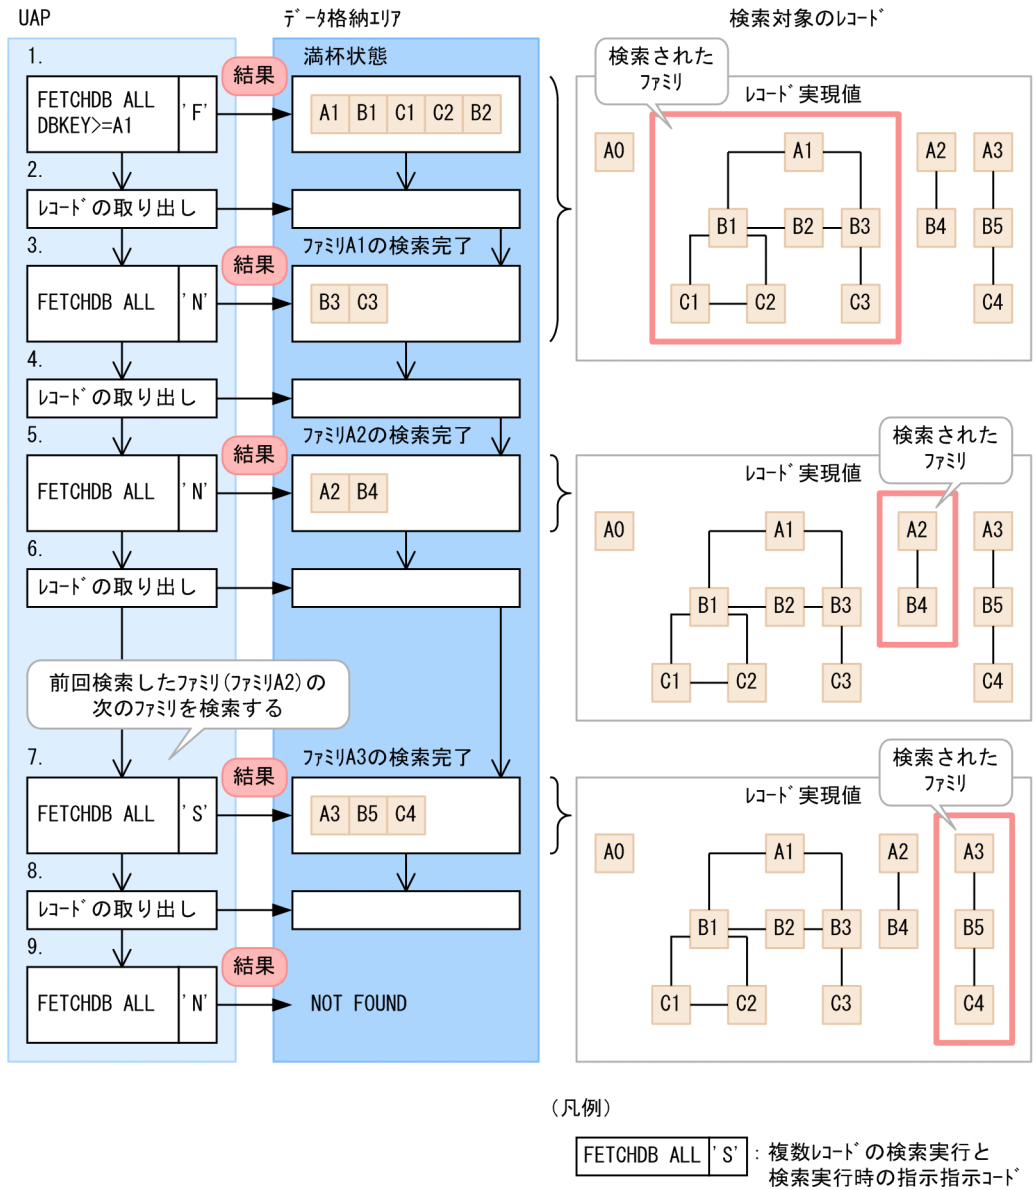 UAP
データ格納エリア
検索対象のレコード
1.
結果
満杯状態
FETCHDB ALL
DBKEY>=A1
'F'
A1 B1 C1 C2 B2
2.
レコードの取り出し
3.
結果
ファミリA1の検索完了
FETCHDB ALL
'N'
B3 C3
4.
レコードの取り出し
5.
結果
ファミリA2の検索完了
FETCHDB ALL
'N'
A2 B4
6.
レコードの取り出し
前回検索したファミリ(ファミリA2)の
次のファミリを検索する
7.
結果
ファミリA3の検索完了
FETCHDB ALL
'S'
A3 B5 C4
8.
レコードの取り出し
9.
結果
FETCHDB ALL
'N'
NOT FOUND
検索された
ファミリ
レコード実現値
A0 A1 A2 A3
B1 B2 B3 B4 B5
C1 C2 C3 C4
検索された
ファミリ
レコード実現値
A0 A1 A2 A3
B1 B2 B3 B4 B5
C1 C2 C3 C4
検索された
ファミリ
レコード実現値
A0 A1 A2 A3
B1 B2 B3 B4 B5
C1 C2 C3 C4
(凡例)
FETCHDB ALL 'S' : 複数レコードの検索実行と
検索実行時の指示指示コード